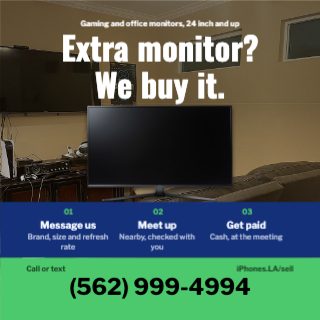 Gaming and office monitors, 24 inch and up
Extra monitor?
We buy it.
01
Message us
Brand, size and refresh
rate
02
Meet up
Nearby, checked with
you
03
Get paid
Cash, at the meeting
Call or text
iPhones.LA/sell
(562) 999-4994